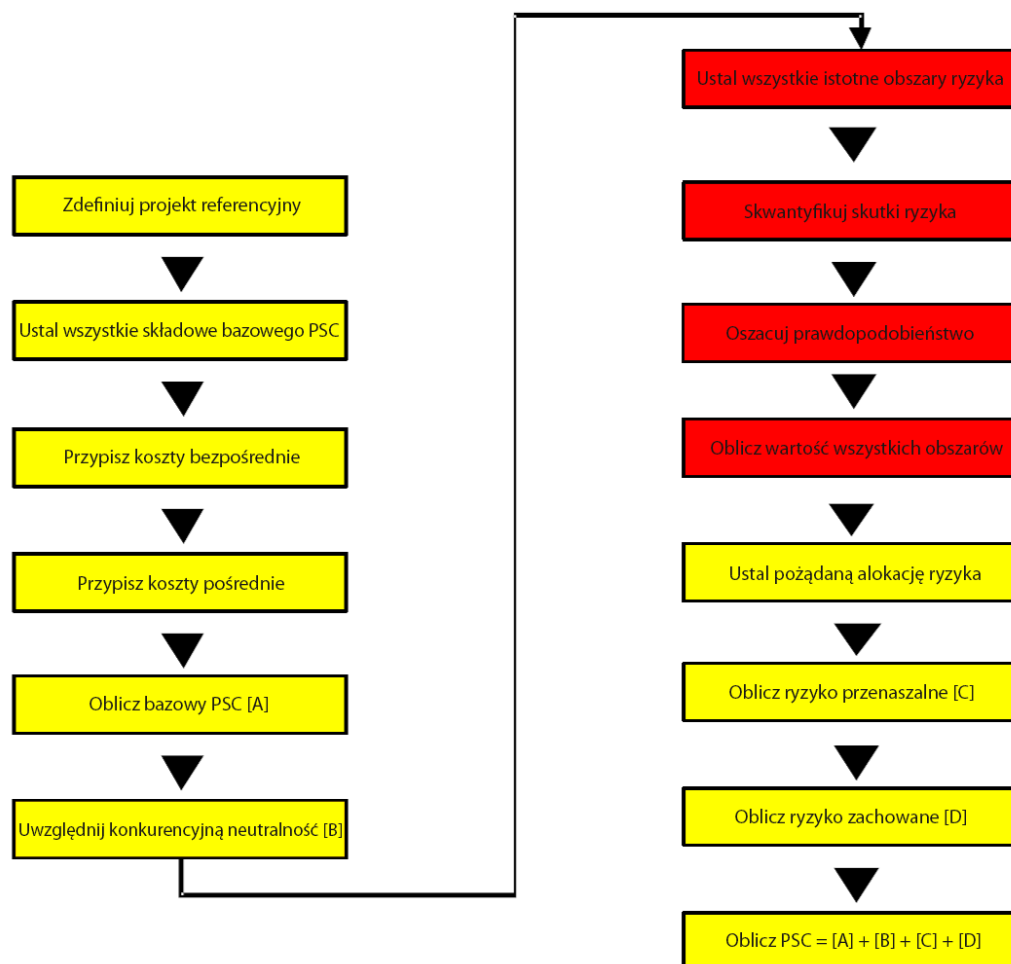 Zdefiniuj projekt referencyjny
Ustal wszystkie składowe bazowego PSC
Przypisz koszty bezpośrednie
Przypisz koszty pośrednie
Oblicz bazowy PSC [A]
Uwzględnij konkurencyjną neutralność [B]
Ustal wszystkie istotne obszary ryzyka
Skwantyfikuj skutki ryzyka
Oszacuj prawdopodobieństwo
Oblicz wartość wszystkich obszarów
Ustal pożądaną alokację ryzyka
Oblicz ryzyko przenaszalne [C]
Oblicz ryzyko zachowane [D]
Oblicz PSC = [A] + [B] + [C] + [D]